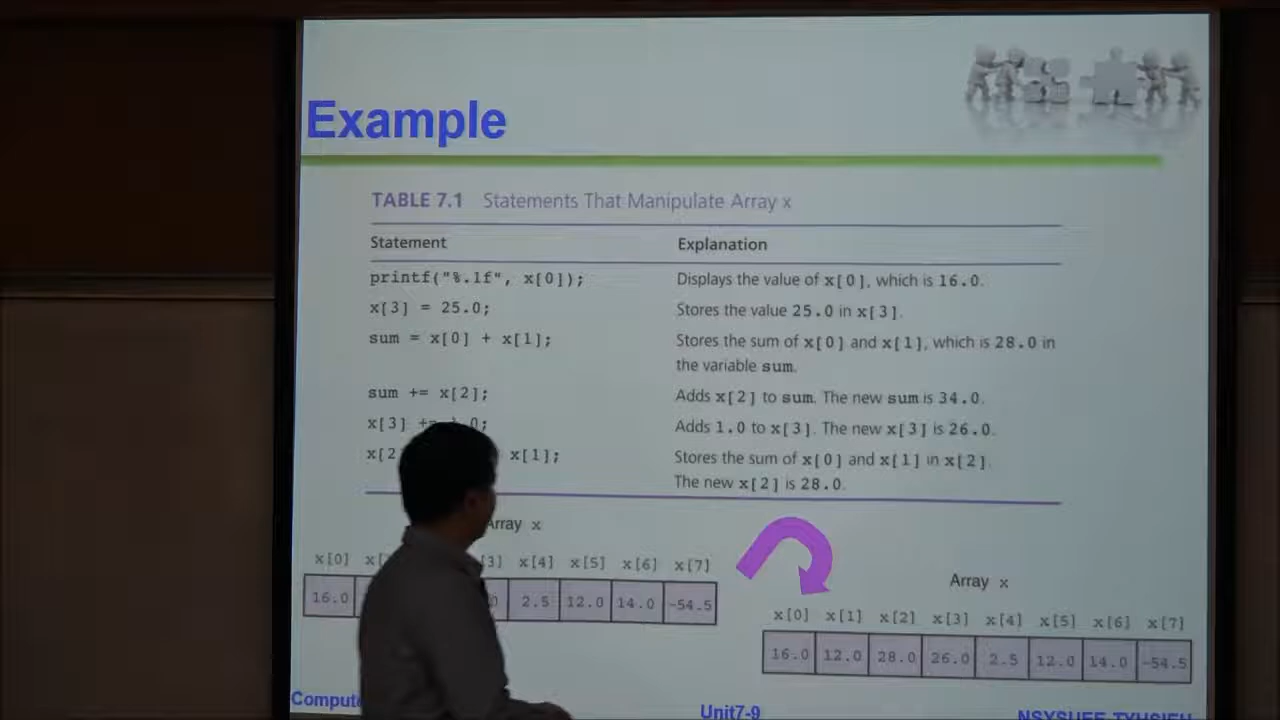 Example
TABLE 7.1 Statements That Manipulate Array x
Statement Explanation
printf("%.1f", x[0]); Displays the value of x[0], which is 16.0.
x[3] = 25.0; Stores the value 25.0 in x[3].
sum = x[0] + x[1]; Stores the sum of x[0] and x[1], which is 28.0 in
the variable sum.
sum += x[2]; Adds x[2] to sum. The new sum is 34.0.
x[3] += 1.0; Adds 1.0 to x[3]. The new x[3] is 26.0.
x[2 x[1]; Stores the sum of x[0] and x[1] in x[2].
The new x[2] is 28.0.
Array x
x[0] x[ [3] x[4] x[5] x[6] x[7]
16.0 2.5 12.0 14.0 -54.5
Array x
x[0] x[1] x[2] x[3] x[4] x[5] x[6] x[7]
16.0 12.0 28.0 26.0 2.5 12.0 14.0 -54.5
Compute Unit7-9 NSYSUEE-TYHSIEH